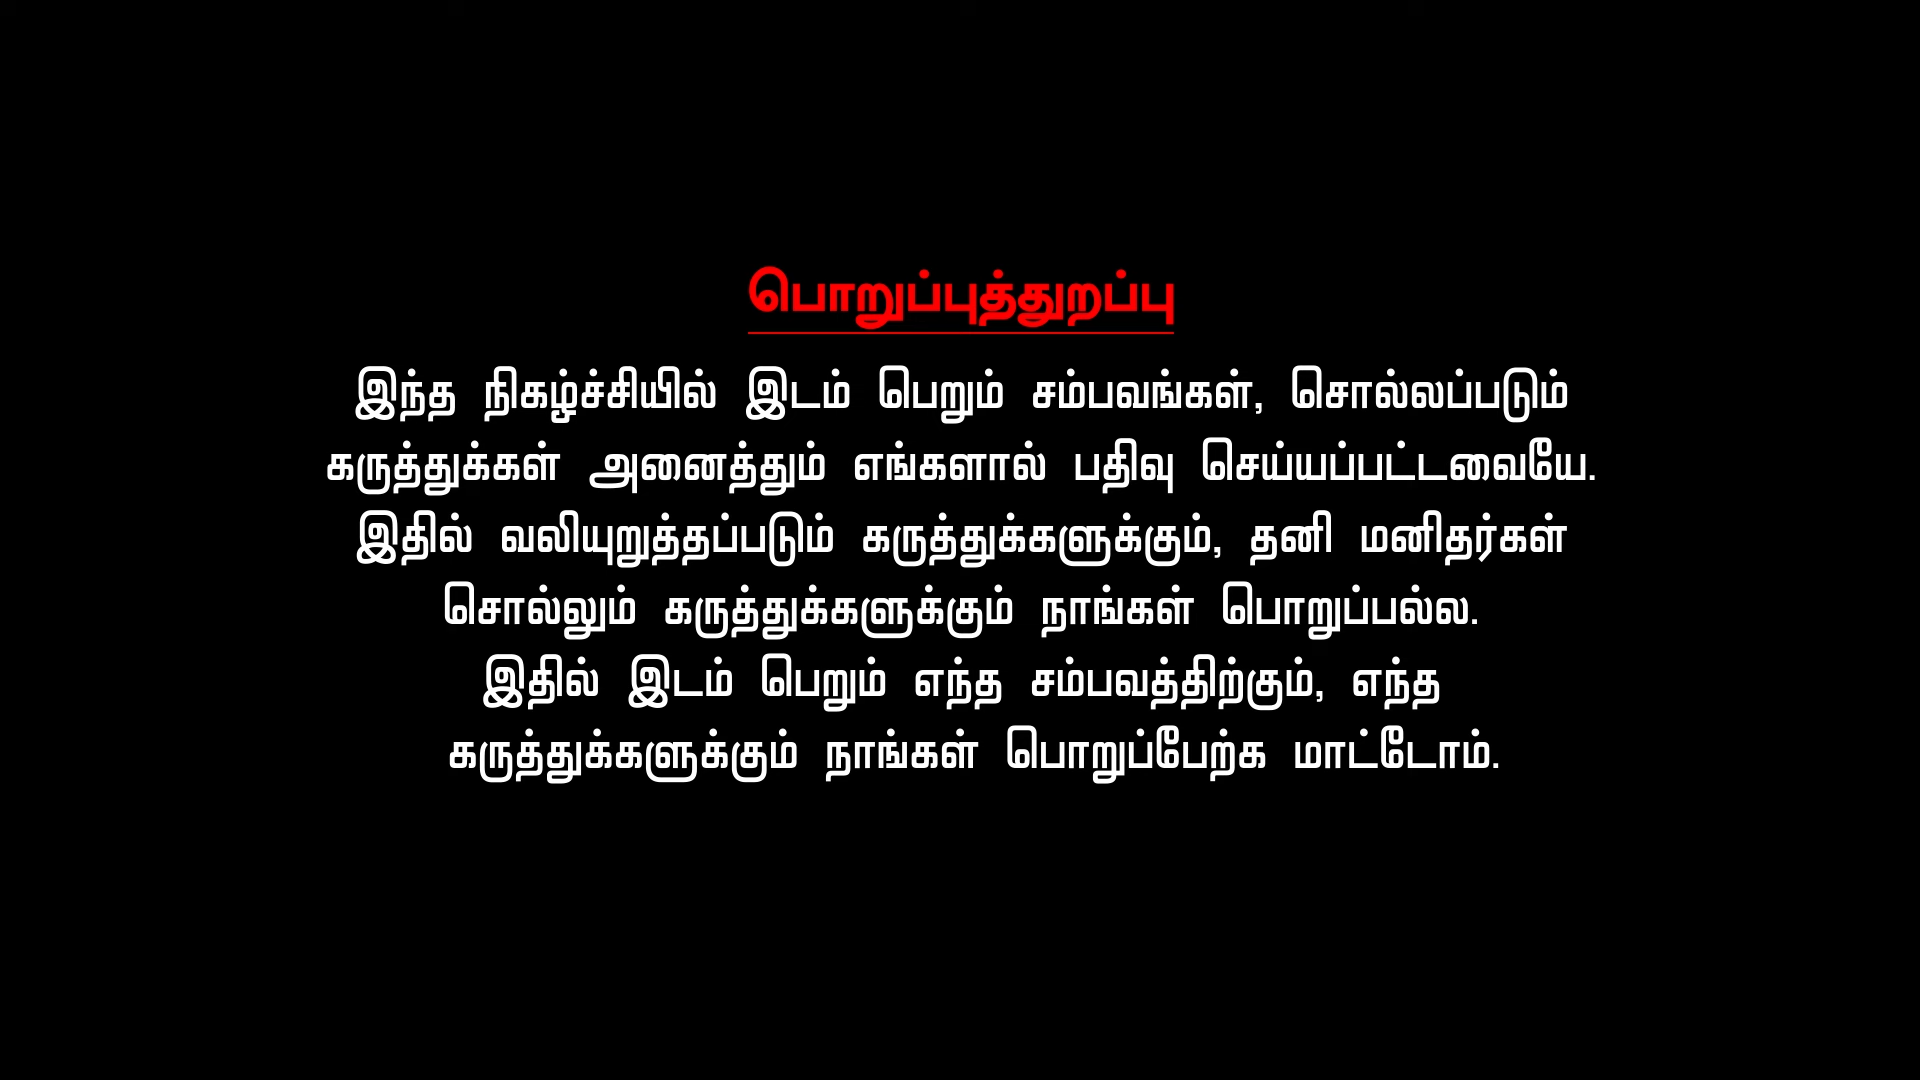 பொறுப்புத்துறப்பு
இந்த நிகழ்ச்சியில் இடம் பெறும் சம்பவங்கள், சொல்லப்படும்
கருத்துக்கள் அனைத்தும் எங்களால் பதிவு செய்யப்பட்டவையே.
இதில் வலியுறுத்தப்படும் கருத்துக்களுக்கும், தனி மனிதர்கள்
சொல்லும் கருத்துக்களுக்கும் நாங்கள் பொறுப்பல்ல.
இதில் இடம் பெறும் எந்த சம்பவத்திற்கும், எந்த
கருத்துக்களுக்கும் நாங்கள் பொறுப்பேற்க மாட்டோம்.